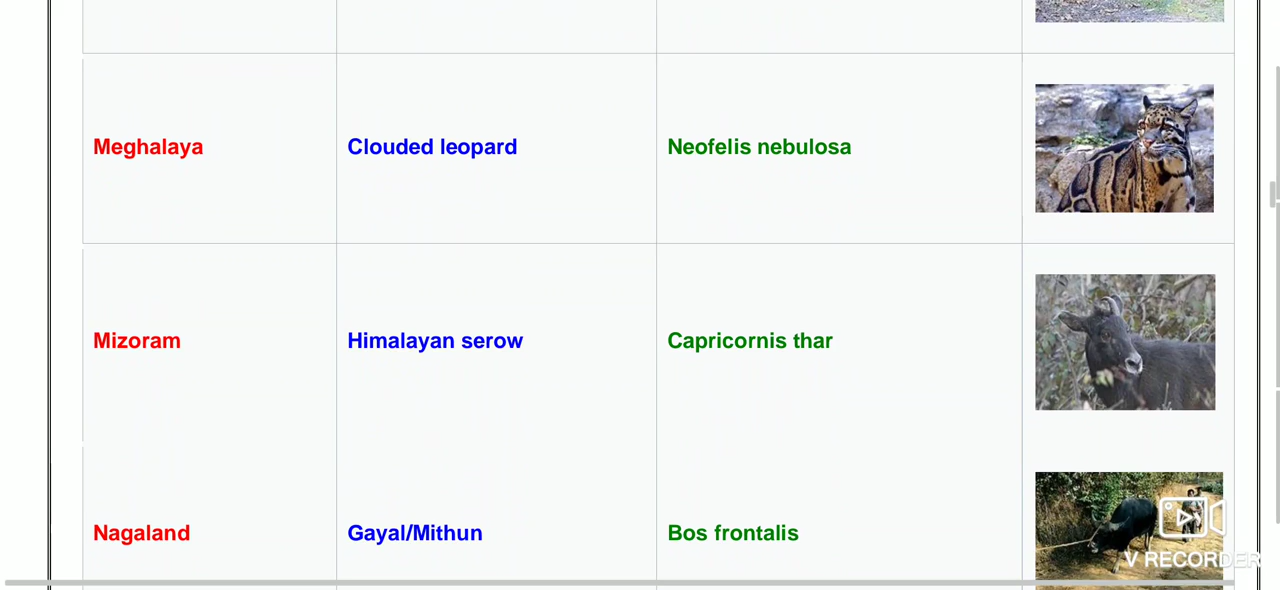 Meghalaya Clouded leopard Neofelis nebulosa
Mizoram Himalayan serow Capricornis thar
Nagaland Gayal/Mithun Bos frontalis
V RECORDER